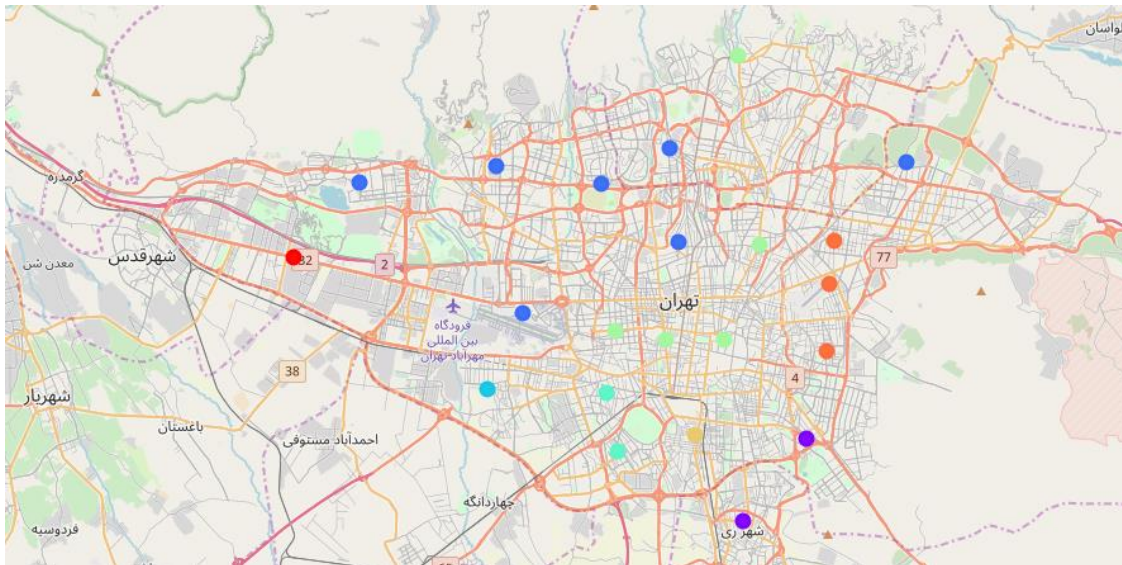 لواسان
گرمدره
شهرقدس
معدن شن
32
2
77
تهران
فرودگاه
بین المللی
مهرآباد تهران
38
4
شهریار
باغستان
احمدآباد مستوفی
چهاردانگه
شهر ری
فردوسیه